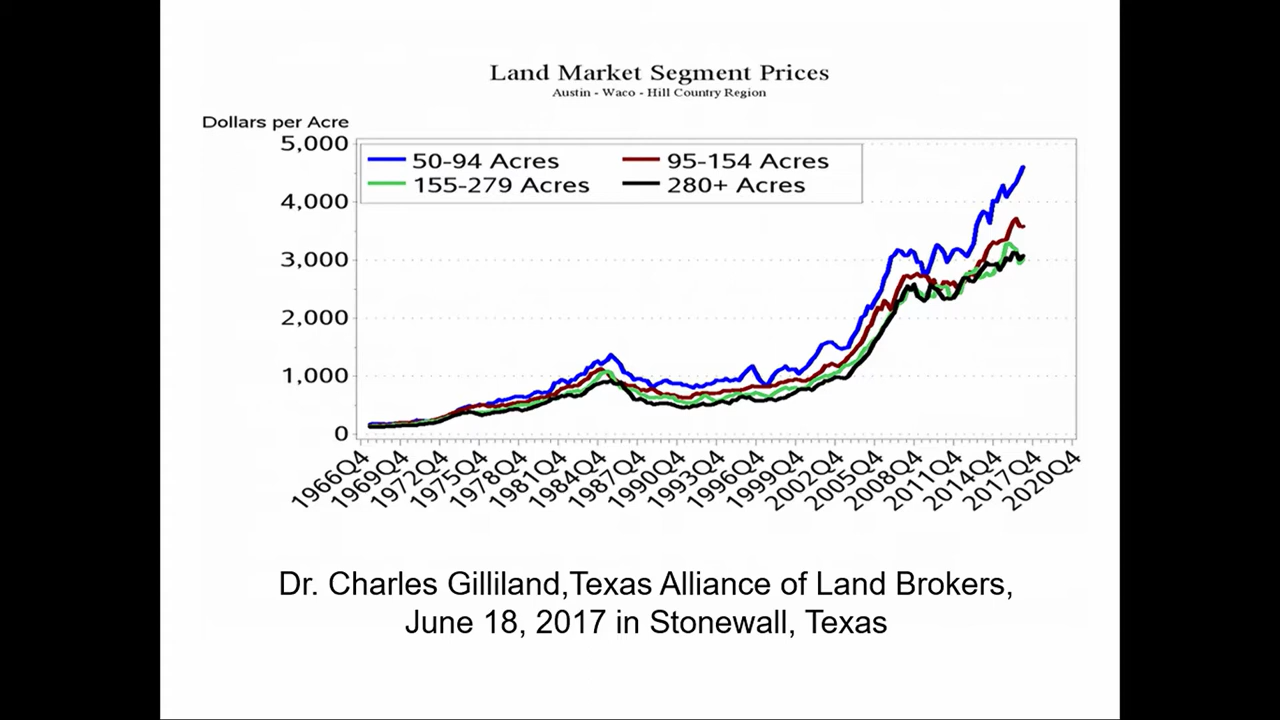 Land Market Segment Prices
Austin - Waco - Hill Country Region
Dollars per Acre
5,000
4,000
3,000
2,000
1,000
0
50-94 Acres
95-154 Acres
155-279 Acres
280+ Acres
1966Q4
1969Q4
1972Q4
1975Q4
1978Q4
1981Q4
1984Q4
1987Q4
1990Q4
1993Q4
1996Q4
1999Q4
2002Q4
2005Q4
2008Q4
2011Q4
2014Q4
2017Q4
2020Q4
Dr. Charles Gilliland,Texas Alliance of Land Brokers,
June 18, 2017 in Stonewall, Texas